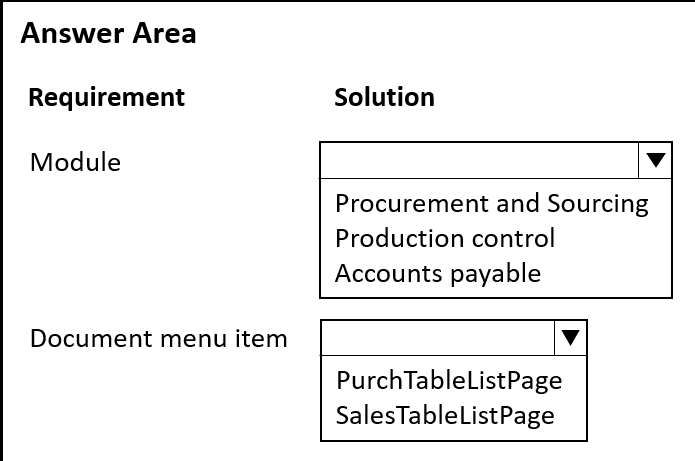 Answer Area
Requirement Solution
Module
Procurement and Sourcing
Production control
Accounts payable
Document menu item
PurchTableListPage
SalesTableListPage